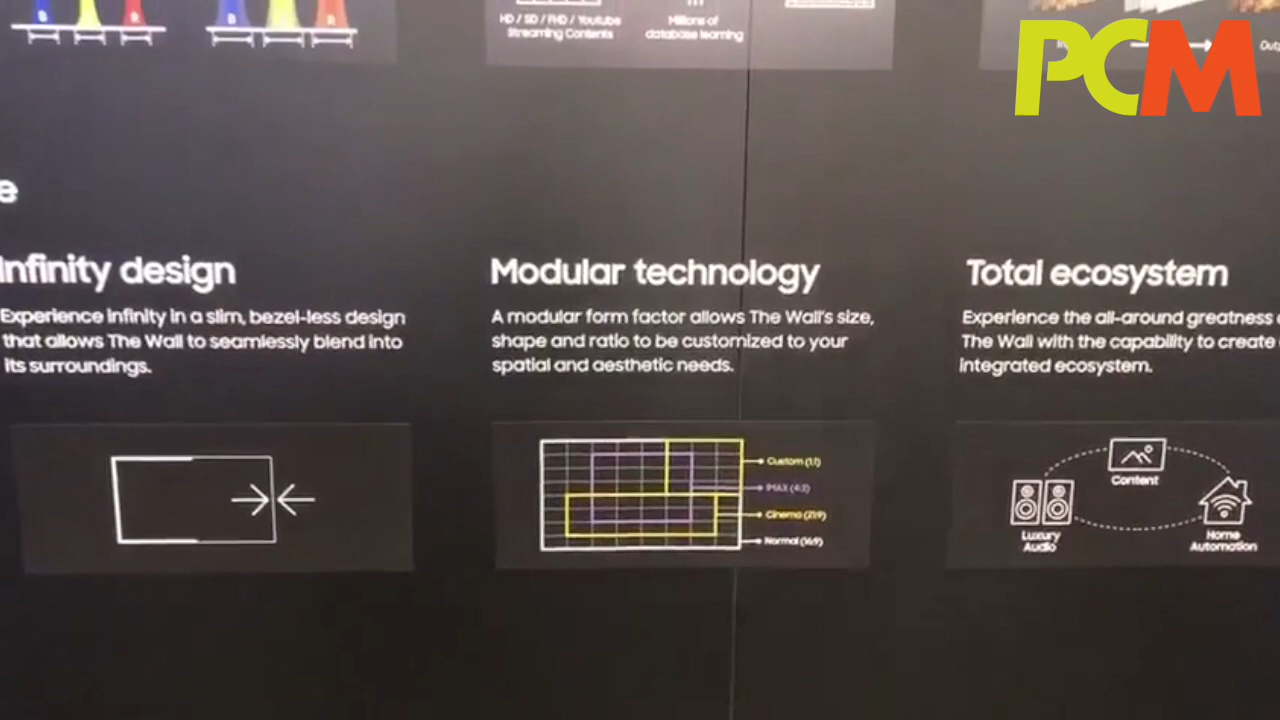 B
R
B
R
HD / SD / FHD / Youtube
Streaming Contents
Millions of
database learning
PCM
e
Infinity design
Experience infinity in a slim, bezel-less design
that allows The Wall to seamlessly blend into
its surroundings.
Modular technology
A modular form factor allows The Wall's size,
shape and ratio to be customized to your
spatial and aesthetic needs.
Custom (1:1)
IMAX (4:3)
Cinema (21:9)
Normal (16:9)
Total ecosystem
Experience the all-around greatness
The Wall with the capability to create
integrated ecosystem.
Content
Luxury
Audio
Home
Automation